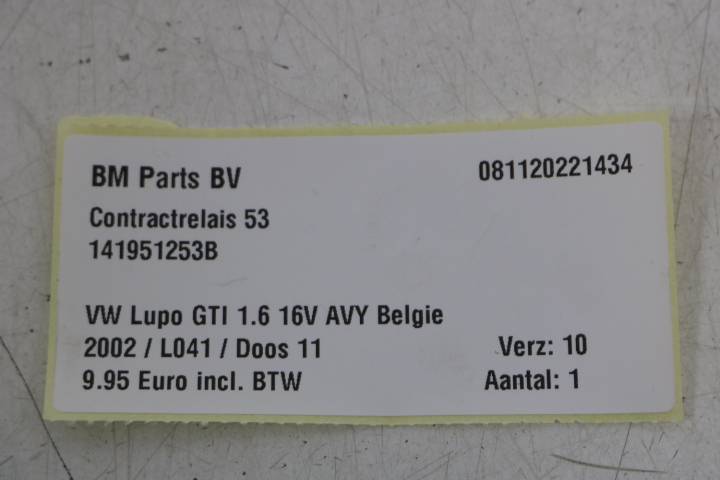 BM Parts BV 081120221434
Contractrelais 53
141951253B
VW Lupo GTI 1.6 16V AVY Belgie
2002 / L041 / Doos 11 Verz: 10
9.95 Euro incl. BTW Aantal: 1